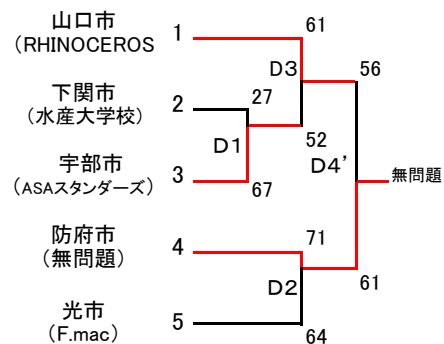 山口市 1 61
（RHINOCEROS
D3 56
下関市 2 27
（水産大学校）
D1 52 D4’
宇部市 3 67
（ASAスタンダーズ）
無問題
防府市 4 71
（無問題）
D2 61
光市 5 64
（F.mac）